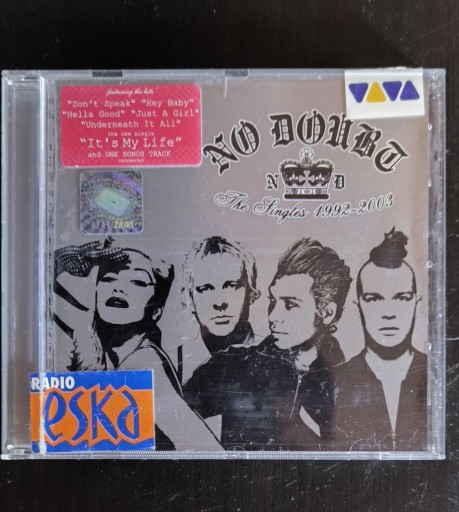 featuring the hits
"Don't Speak" "Hey Baby"
"Hella Good" "Just A Girl"
"Underneath It All"
the new single
"It's My Life"
and ONE BONUS TRACK
VIVA
NO DOUBT
N D
The Singles 1992-2003
ZAIKS
RADIO
eska